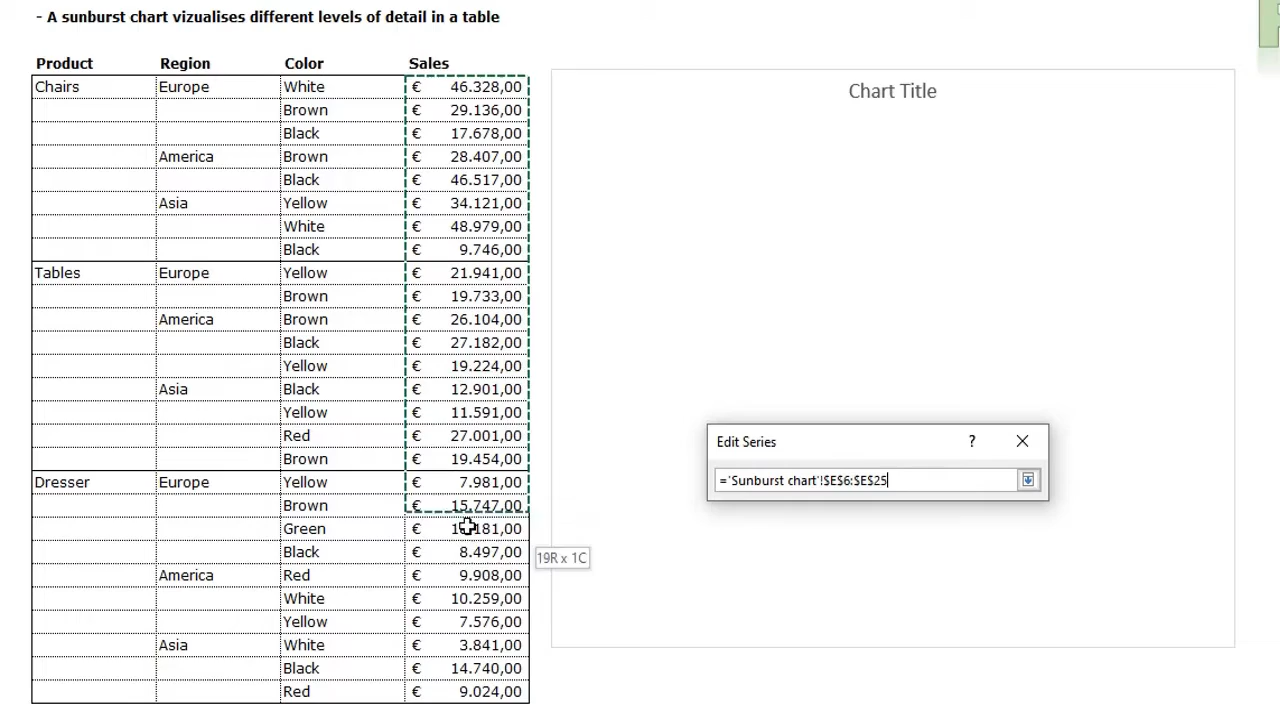 - A sunburst chart vizualises different levels of detail in a table
Product Region Color Sales
Chart Title
Chairs Europe White € 46.328,00
Brown € 29.136,00
Black € 17.678,00
America Brown € 28.407,00
Black € 46.517,00
Asia Yellow € 34.121,00
White € 48.979,00
Black € 9.746,00
Tables Europe Yellow € 21.941,00
Brown € 19.733,00
America Brown € 26.104,00
Black € 27.182,00
Yellow € 19.224,00
Asia Black € 12.901,00
Yellow € 11.591,00
Red € 27.001,00
Brown € 19.454,00
Edit Series ? 
='Sunburst chart'!$E$6:$E$25
Dresser Europe Yellow € 7.981,00
Brown € 15.747,00
Green €
Black € 8.497,00
19R x 1C
America Red € 9.908,00
White € 10.259,00
Yellow € 7.576,00
Asia White € 3.841,00
Black € 14.740,00
Red € 9.024,00